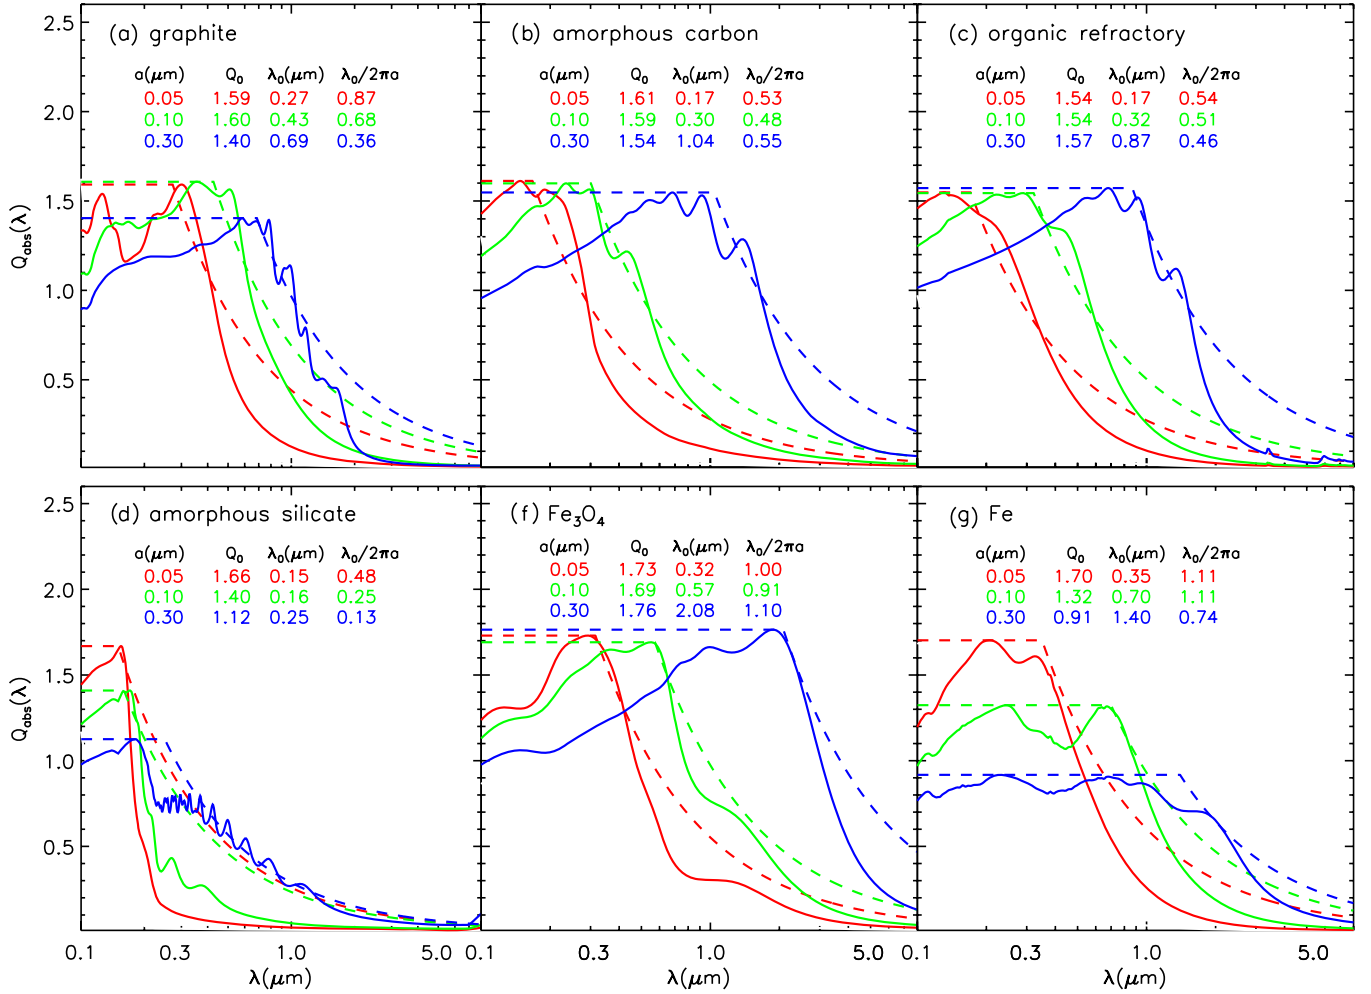 2.5
2.0
1.5
1.0
0.5
Qabs(λ)
(a) graphite
a(μm) Q₀ λ₀(μm) λ₀/2πa
0.05 1.59 0.27 0.87
0.10 1.60 0.43 0.68
0.30 1.40 0.69 0.36
(b) amorphous carbon
a(μm) Q₀ λ₀(μm) λ₀/2πa
0.05 1.61 0.17 0.53
0.10 1.59 0.30 0.48
0.30 1.54 1.04 0.55
(c) organic refractory
a(μm) Q₀ λ₀(μm) λ₀/2πa
0.05 1.54 0.17 0.54
0.10 1.54 0.32 0.51
0.30 1.57 0.87 0.46
2.5
2.0
1.5
1.0
0.5
Qabs(λ)
(d) amorphous silicate
a(μm) Q₀ λ₀(μm) λ₀/2πa
0.05 1.66 0.15 0.48
0.10 1.40 0.16 0.25
0.30 1.12 0.25 0.13
0.1 0.3 1.0 5.0
λ(μm)
(f) Fe₃O₄
a(μm) Q₀ λ₀(μm) λ₀/2πa
0.05 1.73 0.32 1.00
0.10 1.69 0.57 0.91
0.30 1.76 2.08 1.10
0.1 0.3 1.0 5.0
λ(μm)
(g) Fe
a(μm) Q₀ λ₀(μm) λ₀/2πa
0.05 1.70 0.35 1.11
0.10 1.32 0.70 1.11
0.30 0.91 1.40 0.74
0.1 0.3 1.0 5.0
λ(μm)